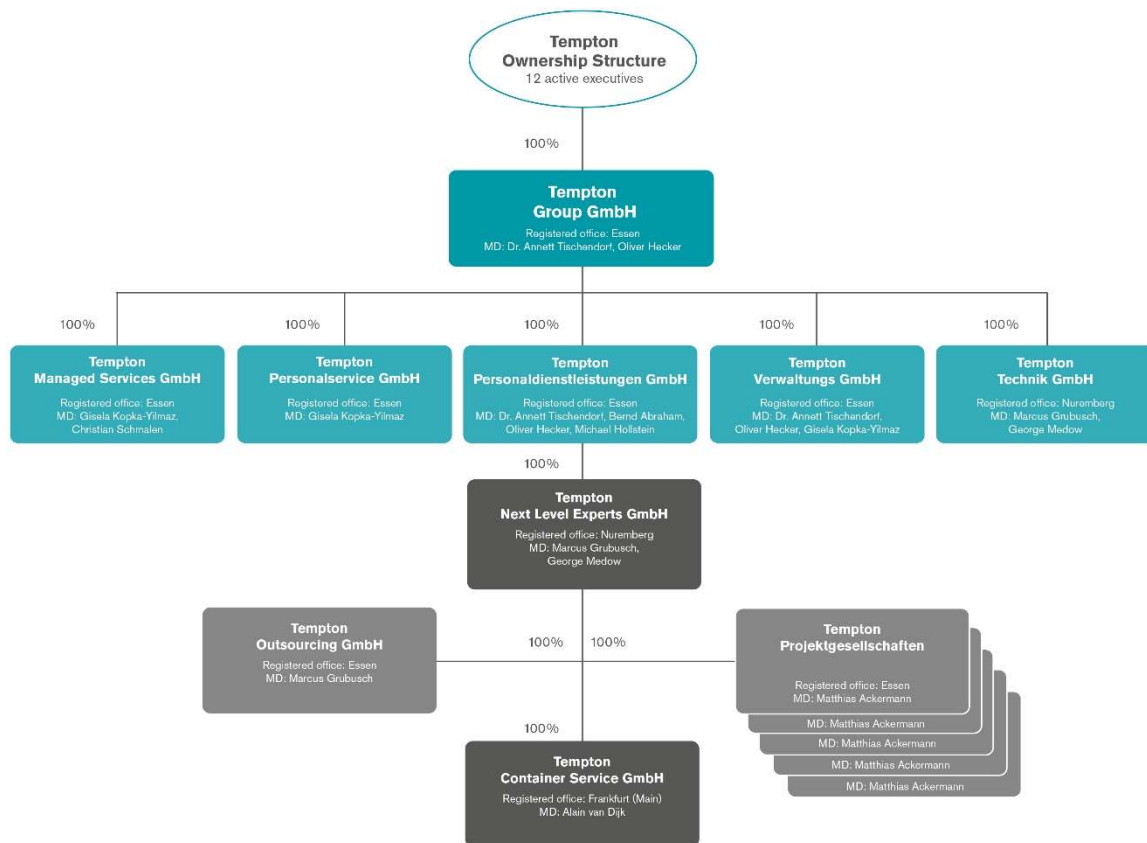 Tempton
Ownership Structure
12 active executives
100%
Tempton
Group GmbH
Registered office: Essen
MD: Dr. Annett Tischendorf, Oliver Hecker
100%
100%
100%
100%
100%
Tempton
Managed Services GmbH
Registered office: Essen
MD: Gisela Kopka-Yilmaz,
Christian Schmalen
Tempton
Personalservice GmbH
Registered office: Essen
MD: Gisela Kopka-Yilmaz
Tempton
Personaldienstleistungen GmbH
Registered office: Essen
MD: Dr. Annett Tischendorf, Bernd Abraham,
Oliver Hecker, Michael Hollstein
Tempton
Verwaltungs GmbH
Registered office: Essen
MD: Dr. Annett Tischendorf,
Oliver Hecker, Gisela Kopka-Yilmaz
Tempton
Technik GmbH
Registered office: Nuremberg
MD: Marcus Grubusch,
George Medow
100%
Tempton
Next Level Experts GmbH
Registered office: Nuremberg
MD: Marcus Grubusch,
George Medow
Tempton
Outsourcing GmbH
Registered office: Essen
MD: Marcus Grubusch
100%
100%
Tempton
Projektgesellschaften
Registered office: Essen
MD: Matthias Ackermann
MD: Matthias Ackermann
MD: Matthias Ackermann
MD: Matthias Ackermann
MD: Matthias Ackermann
100%
Tempton
Container Service GmbH
Registered office: Frankfurt (Main)
MD: Alain van Dijk